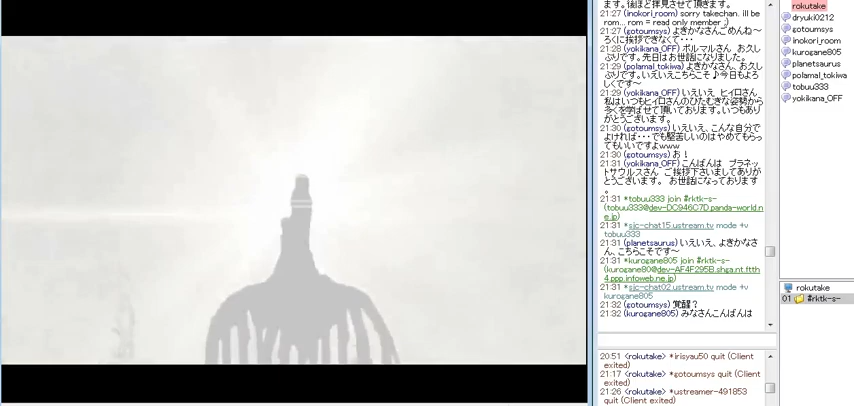 ます。後ほど拝見させて頂きます。
21:27 (inokori_room) sorry takechan. ill be
rom... rom = read only member ;)
21:27 (gotoumsys) よきかなさんごめんね～
ろくに挨拶できなくて・・・
21:28 (yokikana_OFF) ポルマルさん お久し
ぶりです。先日はお世話になりました。
21:29 (polamal_tokiwa) よきかなさん、お久し
ぶりです。いえいえこちらこそ♪今日もよろ
しくです～
21:29 (yokikana_OFF) いえいえ ヒイロさん
私はいつもヒイロさんのひたむきな姿勢から
多くを学ばせて頂いております。いつもあり
がとうございます。
21:30 (gotoumsys) いえいえ、こんな自分で
よければ・・・でも堅苦しいのはやめてもらっ
てもいいですよwww
21:30 (gotoumsys) お！
21:31 (yokikana_OFF) こんばんは プラネッ
トサウルスさん ご挨拶下さいましてありが
とうございます。 お世話になっております
。
21:31 *tobuu333 join #rktk-s-
(tobuu333@dev-DC946C7D.panda-world.n
e.jp)
21:31 *sjc-chat15.ustream.tv mode +v
tobuu333
21:31 (planetsaurus) いえいえ、よきかなさ
ん、こちらこそです～
21:31 *kurogane805 join #rktk-s-
(kurogane80@dev-AF4F295B.shga.nt.ftth
4.ppp.infoweb.ne.jp)
21:31 *sjc-chat02.ustream.tv mode +v
kurogane805
21:32 (gotoumsys) 覚醒？
21:32 (kurogane805) みなさんこんばんは
20:51 <rokutake> *irisyau50 quit (Client
exited)
21:17 <rokutake> *gotoumsys quit (Client
exited)
21:26 <rokutake> *ustreamer-491853
quit (Client exited)
rokutake
dryuki0212
gotoumsys
inokori_room
kurogane805
planetsaurus
polamal_tokiwa
tobuu333
yokikana_OFF
rokutake
01 #rktk-s-